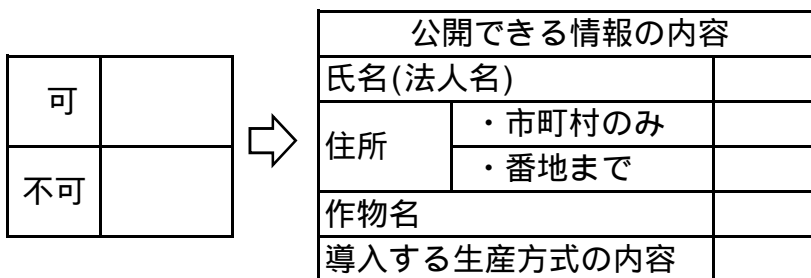 可
不可
公開できる情報の内容
氏名(法人名)
住所
・市町村のみ
・番地まで
作物名
導入する生産方式の内容